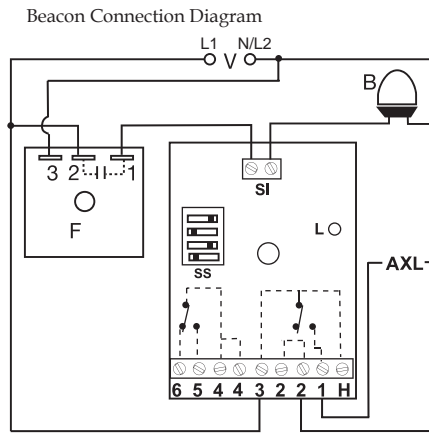 Beacon Connection Diagram
L1 V N/L2
B
3 2 1
F
SI
L
SS
AXL
6 5 4 4 3 2 2 1 H